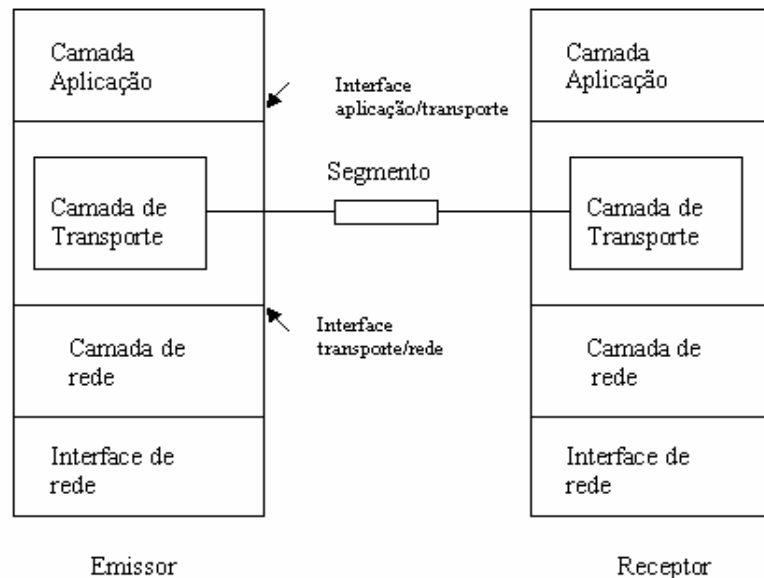 Camada
Aplicação
Interface
aplicação/transporte
Camada
Aplicação
Segmento
Camada de
Transporte
Camada de
Transporte
Interface
transporte/rede
Camada de
rede
Camada de
rede
Interface de
rede
Interface de
rede
Emissor
Receptor